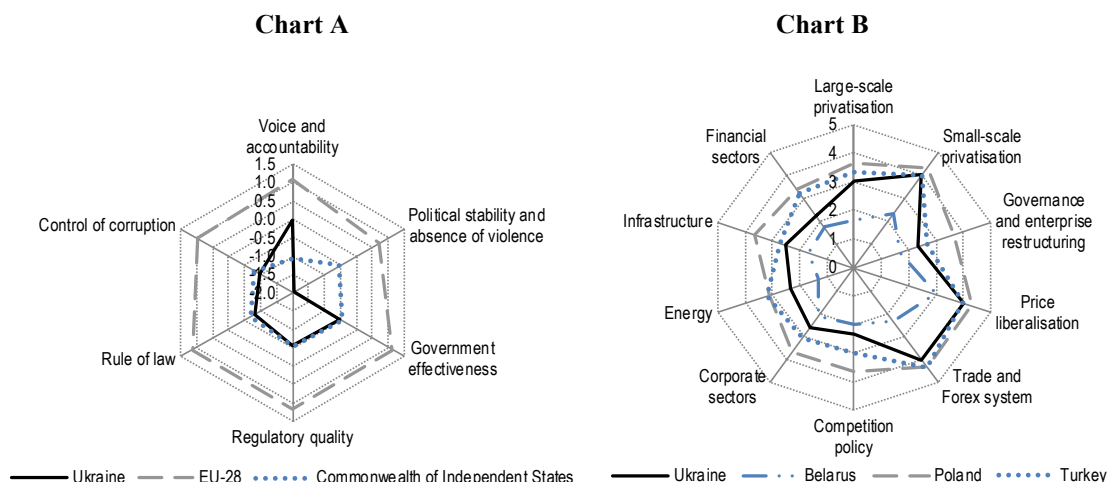 Chart A
Voice and
accountability
1.5
1.0
0.5
0.0
-0.5
-1.0
-1.5
-2.0
Political stability and
absence of violence
Government
effectiveness
Regulatory quality
Rule of law
Control of corruption
Ukraine
EU-28
Commonwealth of Independent States
Chart B
Large-scale
privatisation
5
4
3
2
1
0
Small-scale
privatisation
Governance
and enterprise
restructuring
Price
liberalisation
Trade and
Forex system
Competition
policy
Corporate
sectors
Energy
Infrastructure
Financial
sectors
Ukraine
Belarus
Poland
Turkey